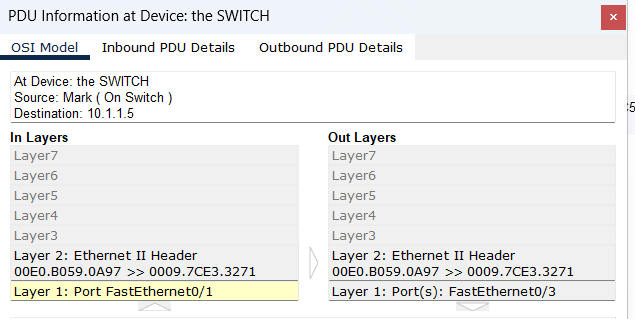 PDU Information at Device: the SWITCH
OSI Model Inbound PDU Details Outbound PDU Details
At Device: the SWITCH
Source: Mark ( On Switch )
Destination: 10.1.1.5
In Layers
Layer7
Layer6
Layer5
Layer4
Layer3
Layer 2: Ethernet II Header
00E0.B059.0A97 >> 0009.7CE3.3271
Layer 1: Port FastEthernet0/1
Out Layers
Layer7
Layer6
Layer5
Layer4
Layer3
Layer 2: Ethernet II Header
00E0.B059.0A97 >> 0009.7CE3.3271
Layer 1: Port(s): FastEthernet0/3